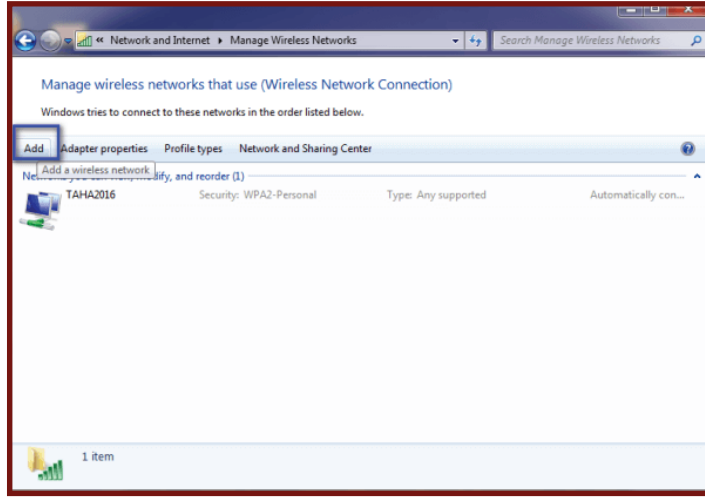 « Network and Internet ▸ Manage Wireless Networks Search Manage Wireless Networks
Manage wireless networks that use (Wireless Network Connection)
Windows tries to connect to these networks in the order listed below.
Add Adapter properties Profile types Network and Sharing Center
Add a wireless network
and reorder (1)
TAHA2016 Security: WPA2-Personal Type: Any supported Automatically con...
1 item